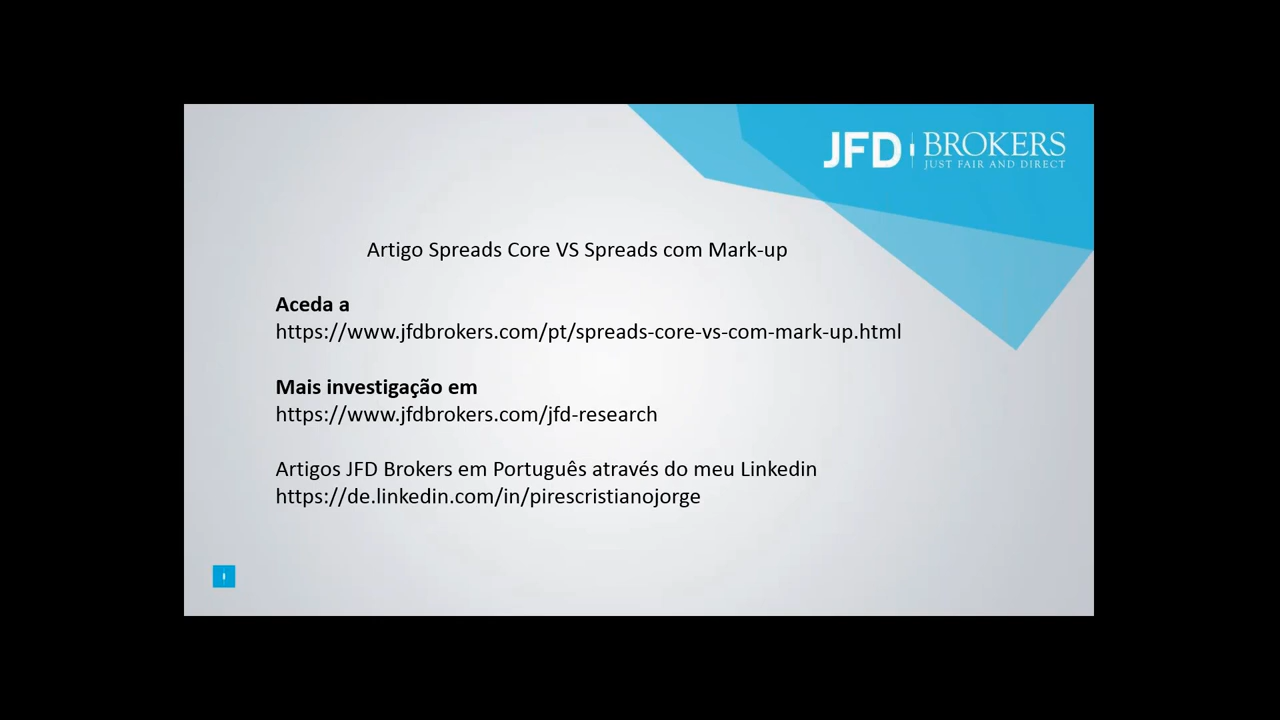 JFD BROKERS
JUST FAIR AND DIRECT
Artigo Spreads Core VS Spreads com Mark-up
Aceda a
https://www.jfdbrokers.com/pt/spreads-core-vs-com-mark-up.html
Mais investigação em
https://www.jfdbrokers.com/jfd-research
Artigos JFD Brokers em Português através do meu Linkedin
https://de.linkedin.com/in/pirescristianojorge